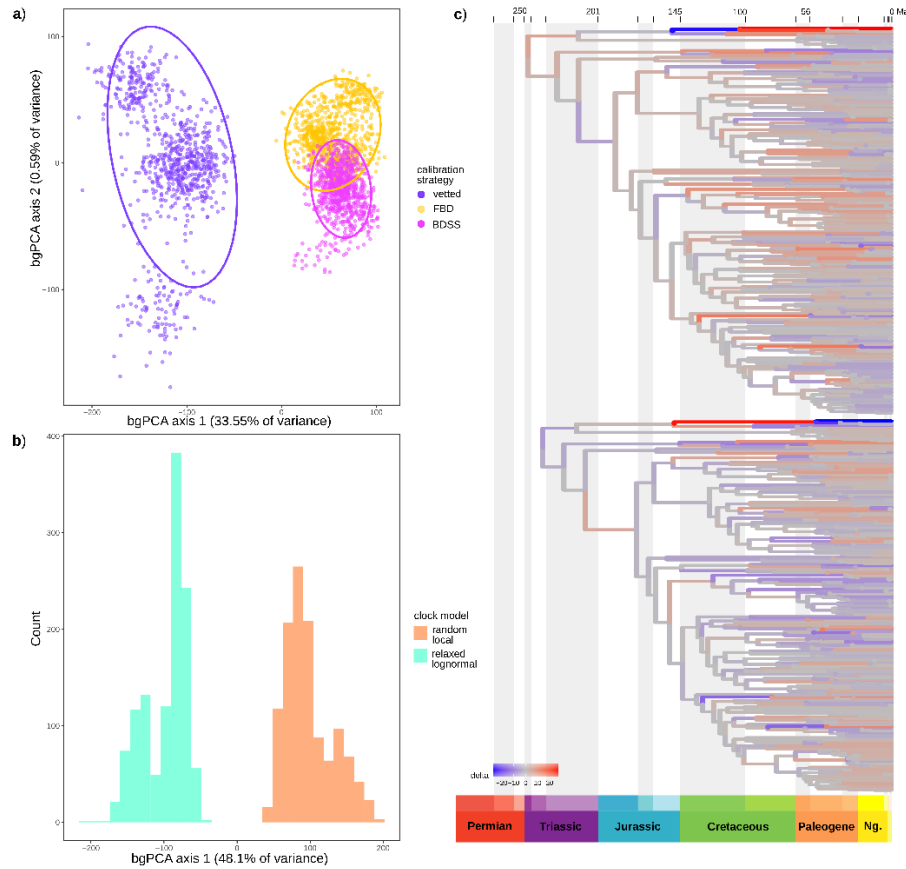 a)
100
0
−100
bgPCA axis 2 (0.59% of variance)
−200
−100
0
100
bgPCA axis 1 (33.55% of variance)
calibration
strategy
vetted
FBD
BDSS
b)
400
300
200
100
0
Count
−200
−100
0
100
200
bgPCA axis 1 (48.1% of variance)
clock model
random
local
relaxed
lognormal
c)
250
201
145
100
56
0 Ma
delta
−20
−10
0
10
20
Permian
Triassic
Jurassic
Cretaceous
Paleogene
Ng.